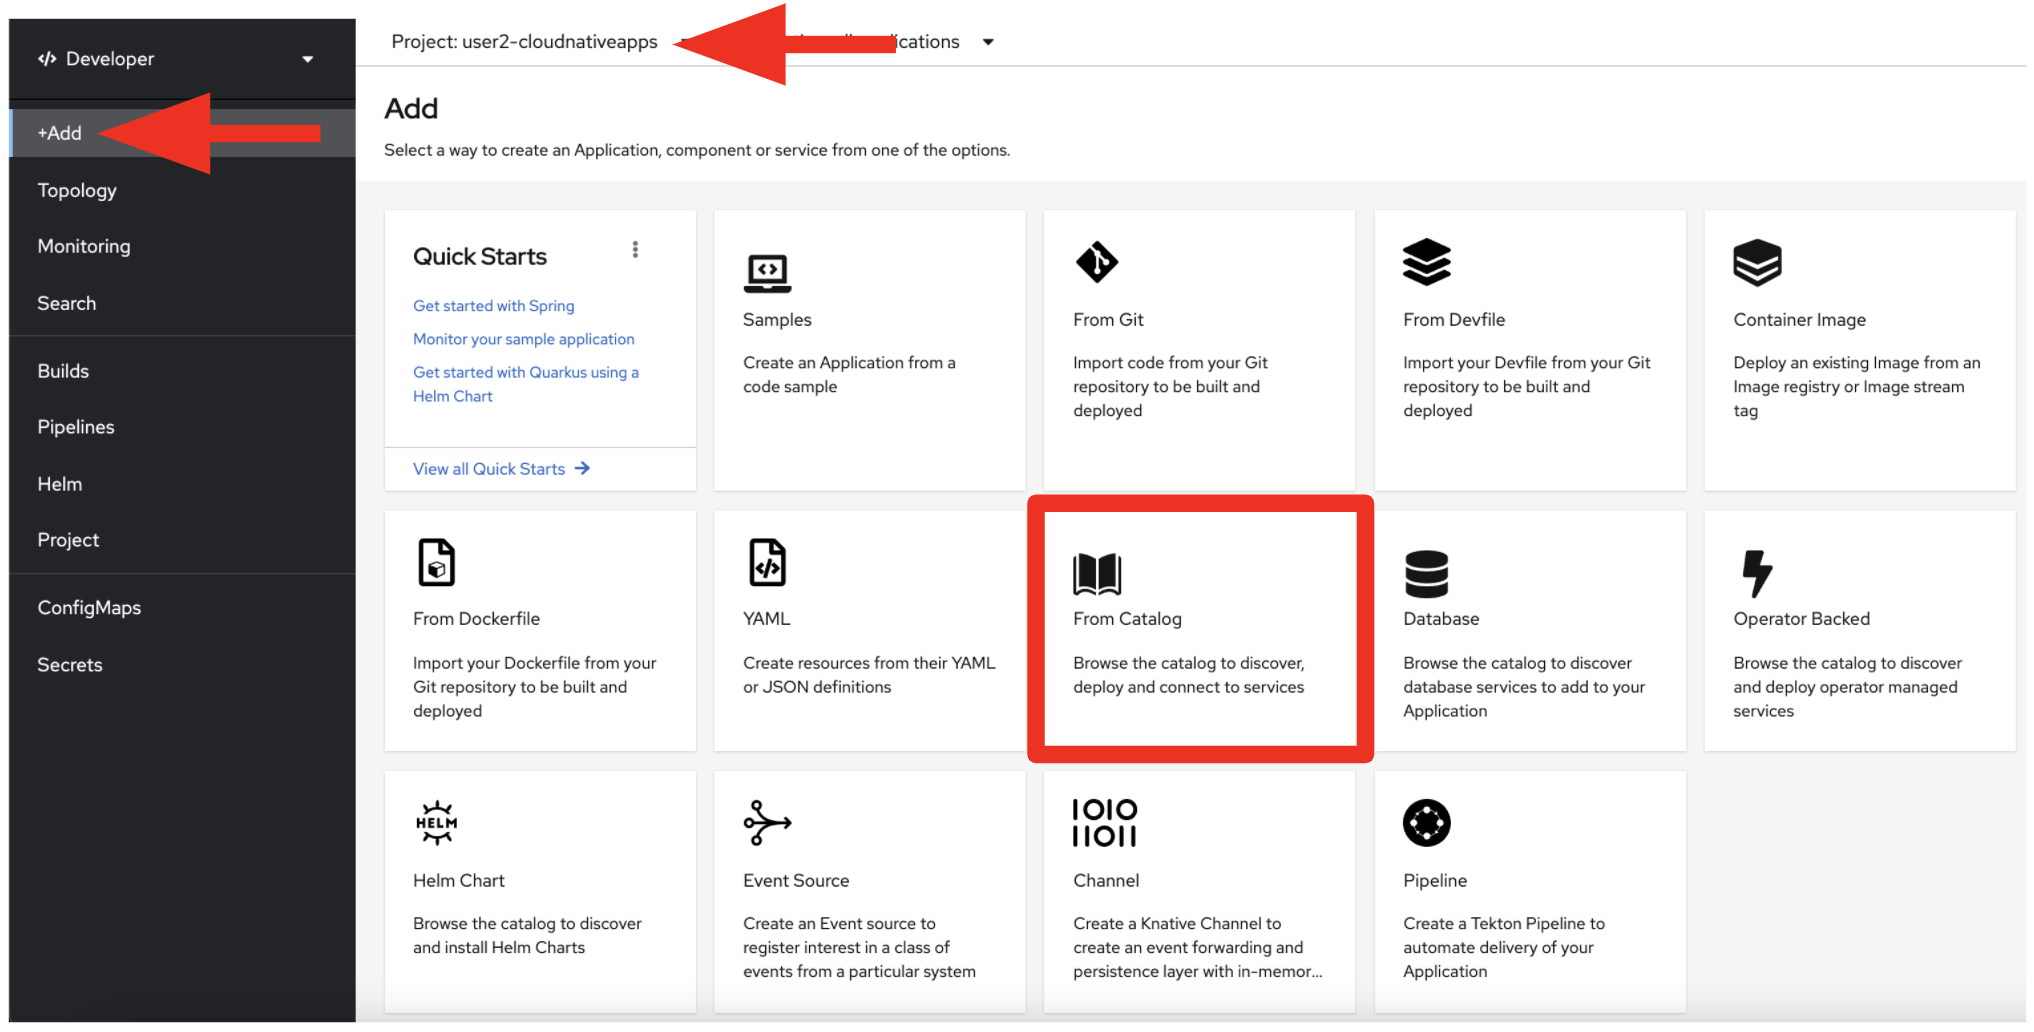 Developer
Project: user2-cloudnativeapps
+Add
Topology
Monitoring
Search
Builds
Pipelines
Helm
Project
ConfigMaps
Secrets
Add
Select a way to create an Application, component or service from one of the options.
Quick Starts
Get started with Spring
Monitor your sample application
Get started with Quarkus using a
Helm Chart
View all Quick Starts
Samples
Create an Application from a
code sample
From Git
Import code from your Git
repository to be built and
deployed
From Devfile
Import your Devfile from your Git
repository to be built and
deployed
Container Image
Deploy an existing Image from an
Image registry or Image stream
tag
From Dockerfile
Import your Dockerfile from your
Git repository to be built and
deployed
YAML
Create resources from their YAML
or JSON definitions
From Catalog
Browse the catalog to discover,
deploy and connect to services
Database
Browse the catalog to discover
database services to add to your
Application
Operator Backed
Browse the catalog to discover
and deploy operator managed
services
HELM
Helm Chart
Browse the catalog to discover
and install Helm Charts
Event Source
Create an Event source to
register interest in a class of
events from a particular system
1010
11011
Channel
Create a Knative Channel to
create an event forwarding and
persistence layer with in-memor...
Pipeline
Create a Tekton Pipeline to
automate delivery of your
Application